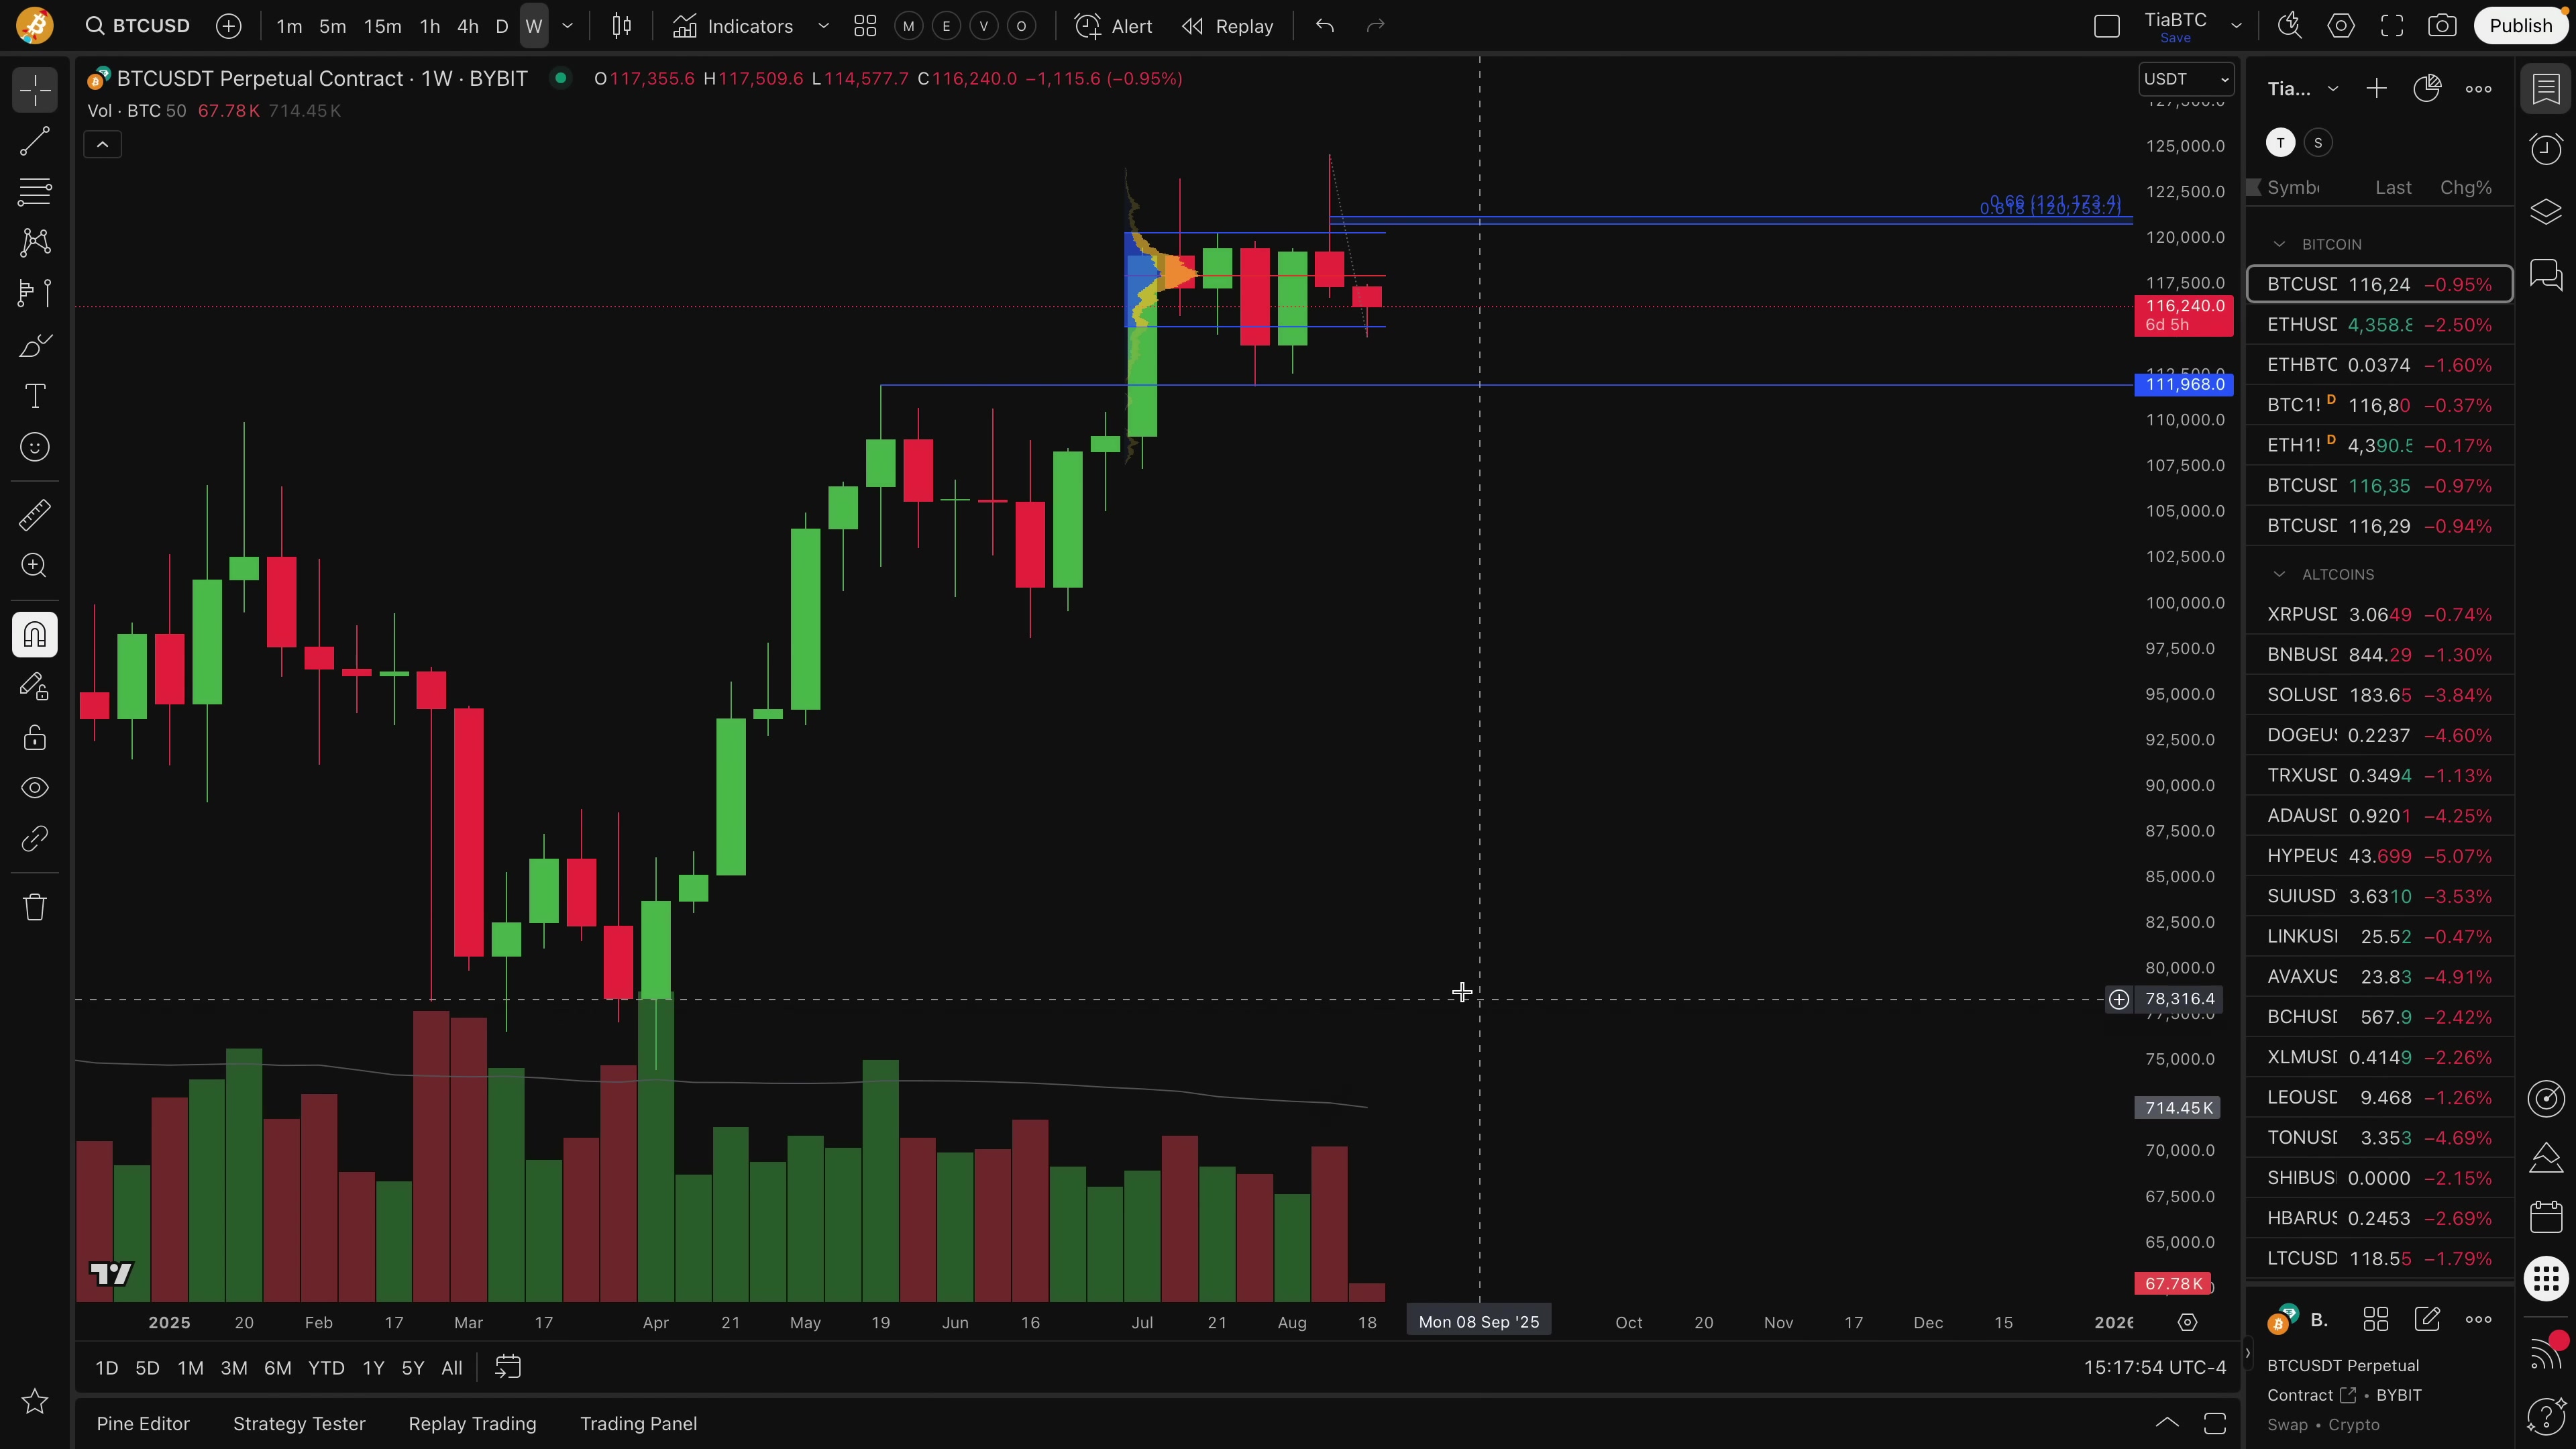 BTCUSD 1m 5m 15m 1h 4h D W Indicators M E V O Alert Replay TiaBTC Save Publish
BTCUSDT Perpetual Contract · 1W · BYBIT O117,355.6 H117,509.6 L114,577.7 C116,240.0 −1,115.6 (−0.95%)
Vol · BTC 50 67.78 K 714.45 K
USDT
125,000.0
122,500.0
0.66 (121,173.4)
0.618 (120,753.7)
120,000.0
117,500.0
116,240.0
6d 5h
111,968.0
110,000.0
107,500.0
105,000.0
102,500.0
100,000.0
97,500.0
95,000.0
92,500.0
90,000.0
87,500.0
85,000.0
82,500.0
80,000.0
78,316.4
75,000.0
714.45 K
70,000.0
67,500.0
65,000.0
67.78 K
2025 20 Feb 17 Mar 17 Apr 21 May 19 Jun 16 Jul 21 Aug 18 Mon 08 Sep '25 Oct 20 Nov 17 Dec 15
1D 5D 1M 3M 6M YTD 1Y 5Y All 15:17:54 UTC-4
Pine Editor Strategy Tester Replay Trading Trading Panel
Tia...
T S
Symb Last Chg%
BITCOIN
BTCUSD 116,24 −0.95%
ETHUSD 4,358.8 −2.50%
ETHBTC 0.0374 −1.60%
BTC1! D 116,80 −0.37%
ETH1! D 4,390.5 −0.17%
BTCUSD 116,35 −0.97%
BTCUSD 116,29 −0.94%
ALTCOINS
XRPUSD 3.0649 −0.74%
BNBUSD 844.29 −1.30%
SOLUSD 183.65 −3.84%
DOGEUS 0.2237 −4.60%
TRXUSD 0.3494 −1.13%
ADAUSD 0.9201 −4.25%
HYPEUS 43.699 −5.07%
SUIUSD 3.6310 −3.53%
LINKUS 25.52 −0.47%
AVAXUS 23.83 −4.91%
BCHUSD 567.9 −2.42%
XLMUSD 0.4149 −2.26%
LEOUSD 9.468 −1.26%
TONUSD 3.353 −4.69%
SHIBUS 0.0000 −2.15%
HBARUS 0.2453 −2.69%
LTCUSD 118.55 −1.79%
B.
BTCUSDT Perpetual
Contract • BYBIT
Swap • Crypto